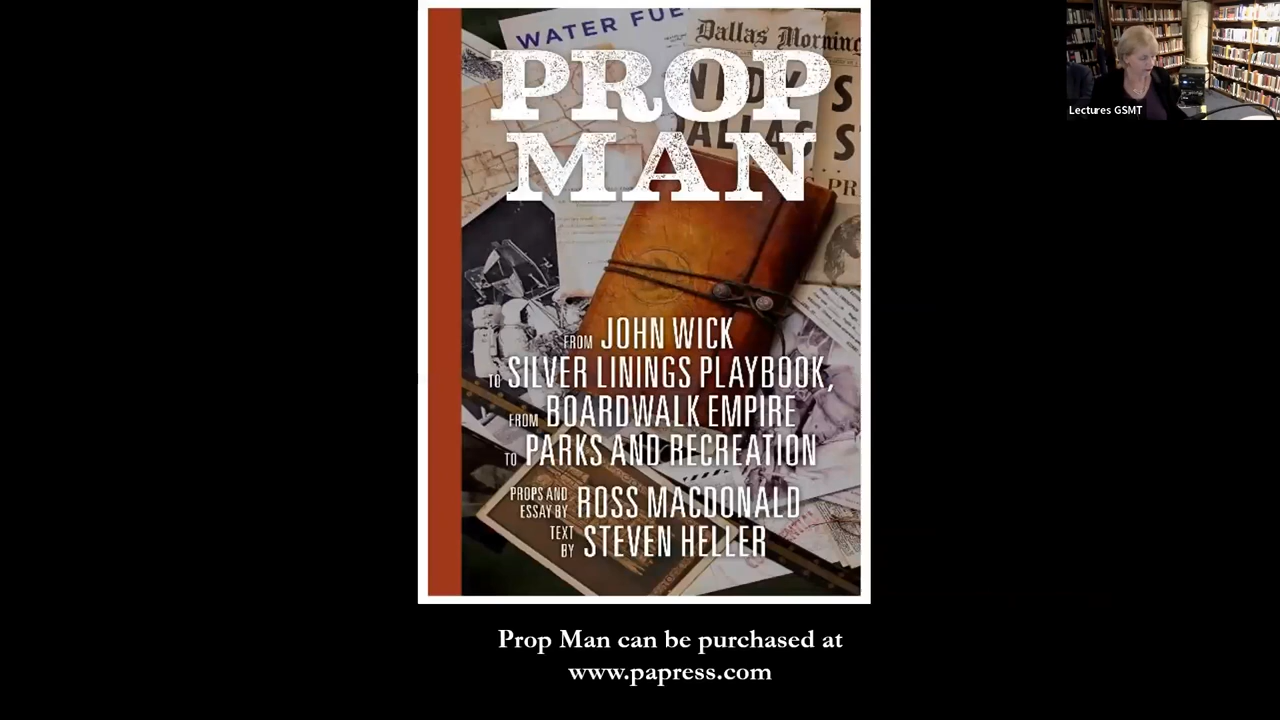 WATER FUE
Dallas Morning
PROP
MAN
FROM JOHN WICK
TO SILVER LININGS PLAYBOOK,
FROM BOARDWALK EMPIRE
TO PARKS AND RECREATION
PROPS AND
ESSAY BY ROSS MACDONALD
TEXT
BY STEVEN HELLER
Prop Man can be purchased at
www.papress.com
Lectures GSMT